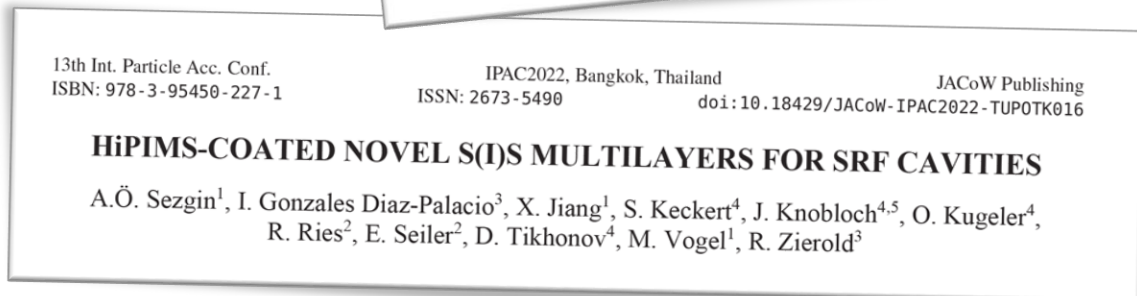 13th Int. Particle Acc. Conf.
IPAC2022, Bangkok, Thailand
JACoW Publishing
ISBN: 978-3-95450-227-1
ISSN: 2673-5490
doi:10.18429/JACoW-IPAC2022-TUPOTK016
HiPIMS-COATED NOVEL S(I)S MULTILAYERS FOR SRF CAVITIES
A.Ö. Sezgin¹, I. Gonzales Diaz-Palacio³, X. Jiang¹, S. Keckert⁴, J. Knobloch⁴,⁵, O. Kugeler⁴,
R. Ries², E. Seiler², D. Tikhonov⁴, M. Vogel¹, R. Zierold³